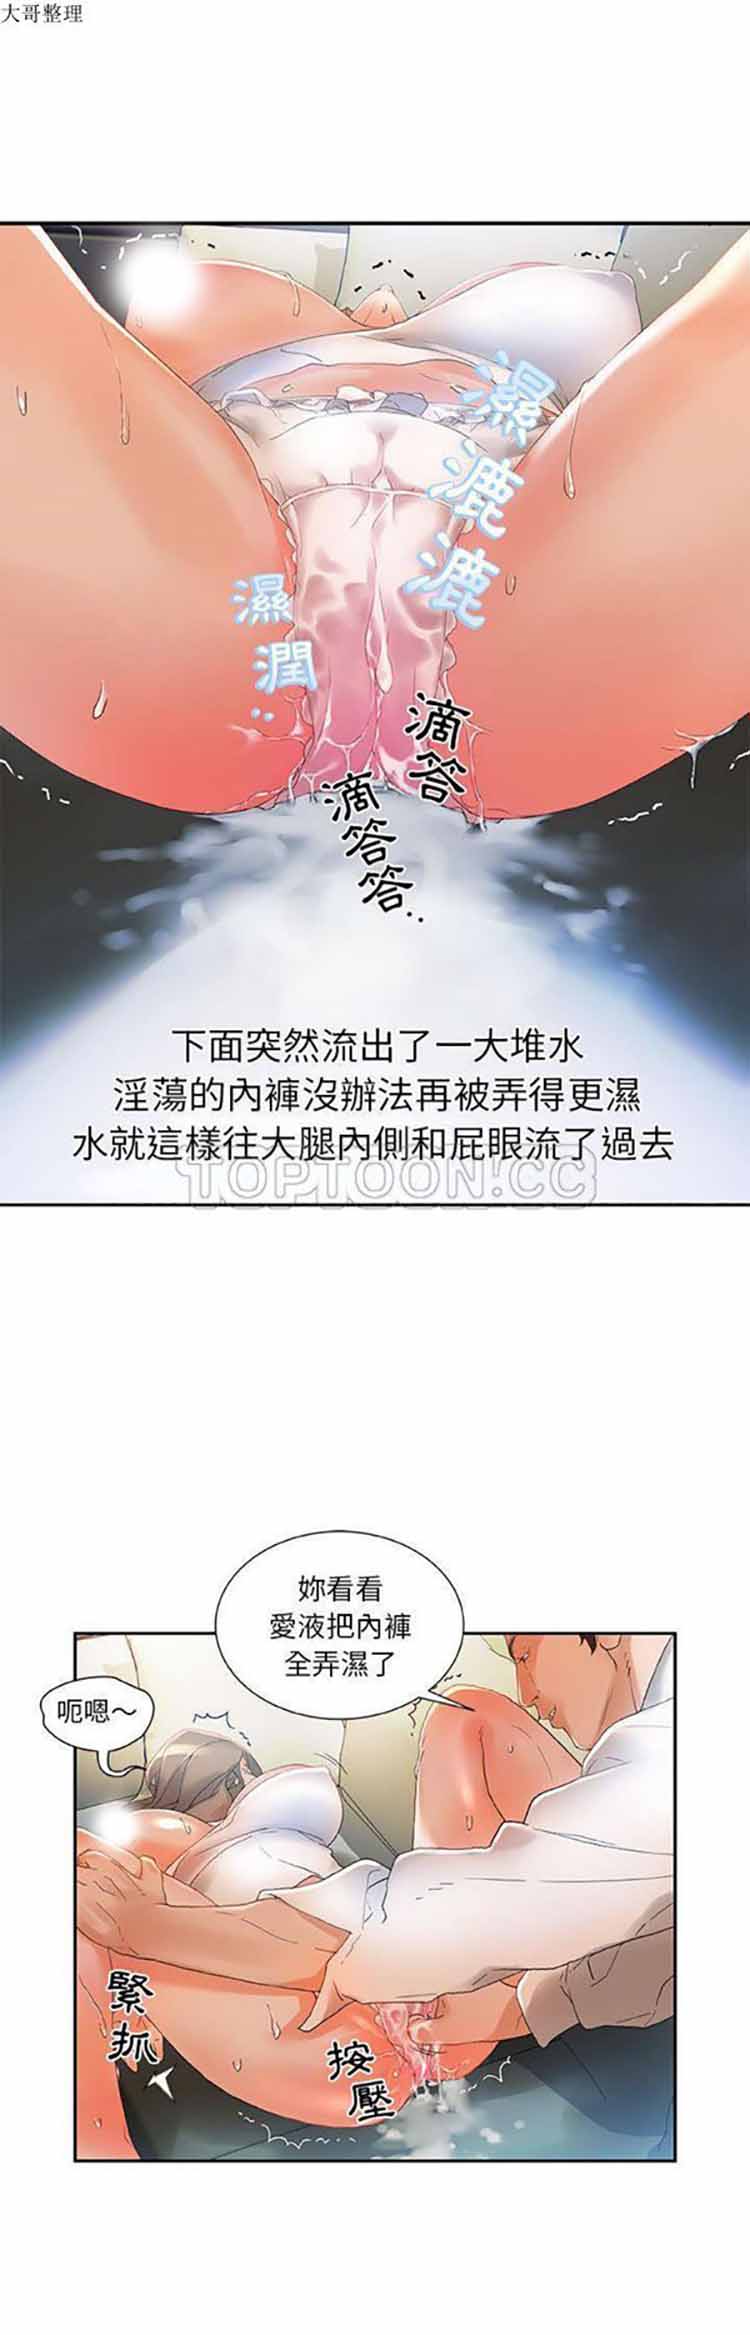 大哥整理
濕漉漉
濕潤..
滴答
滴答答..
下面突然流出了一大堆水
淫蕩的內褲沒辦法再被弄得更濕
水就這樣往大腿內側和屁眼流了過去
TOPTOON.CC
妳看看
愛液把內褲
全弄濕了
呃嗯～
緊抓
按壓